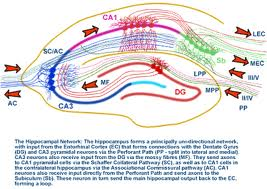 CA1
LEC
SC/AC
Sb
MEC
III/V
MF
LPP
PP
DG
MPP
II/IV
AC
CA3
The Hippocampal Network: The hippocampus forms a principally uni-directional network,
with input from the Entorhinal Cortex (EC) that forms connections with the Dentate Gyrus
(DG) and CA3 pyramidal neurons via the Perforant Path (PP - split into lateral and medial).
CA3 neurons also receive input from the DG via the mossy fibres (MF). They send axons
to CA1 pyramidal cells via the Schaffer Collateral Pathway (SC), as well as to CA1 cells in
the contralateral hippocampus via the Associational Commissural pathway (AC). CA1
neurons also receive input directly from the Perforant Path and send axons to the
Subiculum (Sb). These neuron in turn send the main hippocampal output back to the EC,
forming a loop.